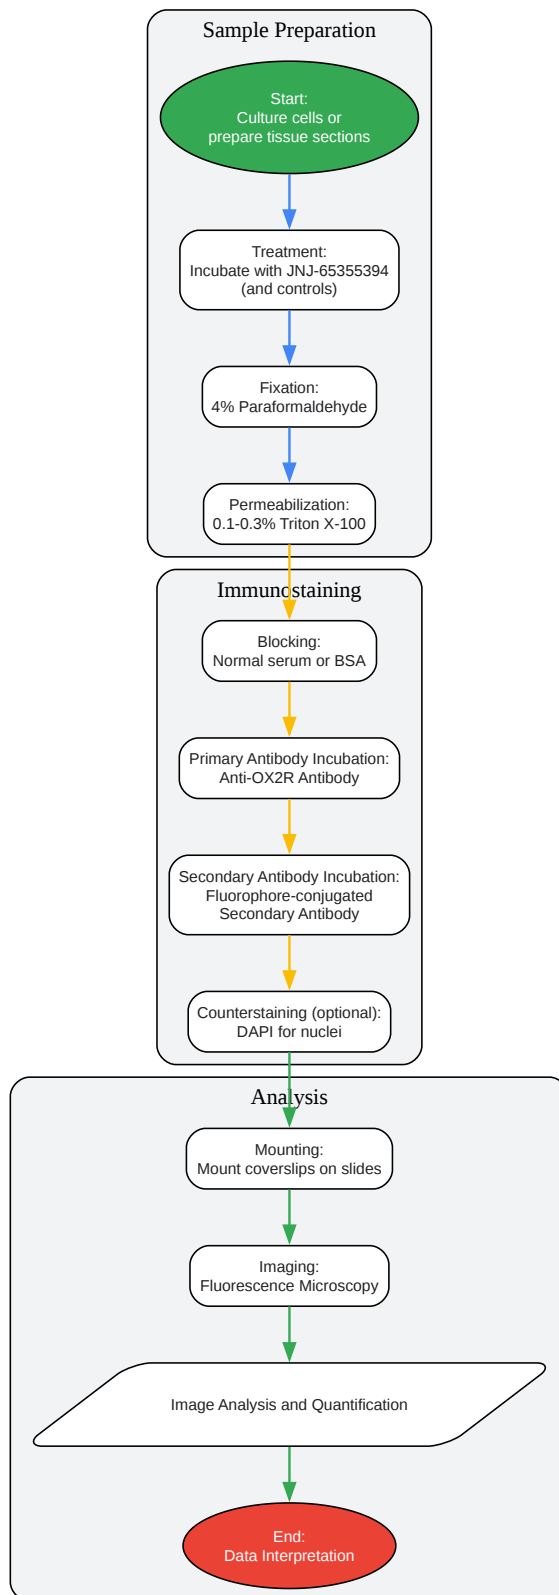 Sample Preparation
Start:
Culture cells or
prepare tissue sections
Treatment:
Incubate with JNJ-65355394
(and controls)
Fixation:
4% Paraformaldehyde
Permeabilization:
0.1-0.3% Triton X-100
Immunostaining
Blocking:
Normal serum or BSA
Primary Antibody Incubation:
Anti-OX2R Antibody
Secondary Antibody Incubation:
Fluorophore-conjugated
Secondary Antibody
Counterstaining (optional):
DAPI for nuclei
Analysis
Mounting:
Mount coverslips on slides
Imaging:
Fluorescence Microscopy
Image Analysis and Quantification
End:
Data Interpretation